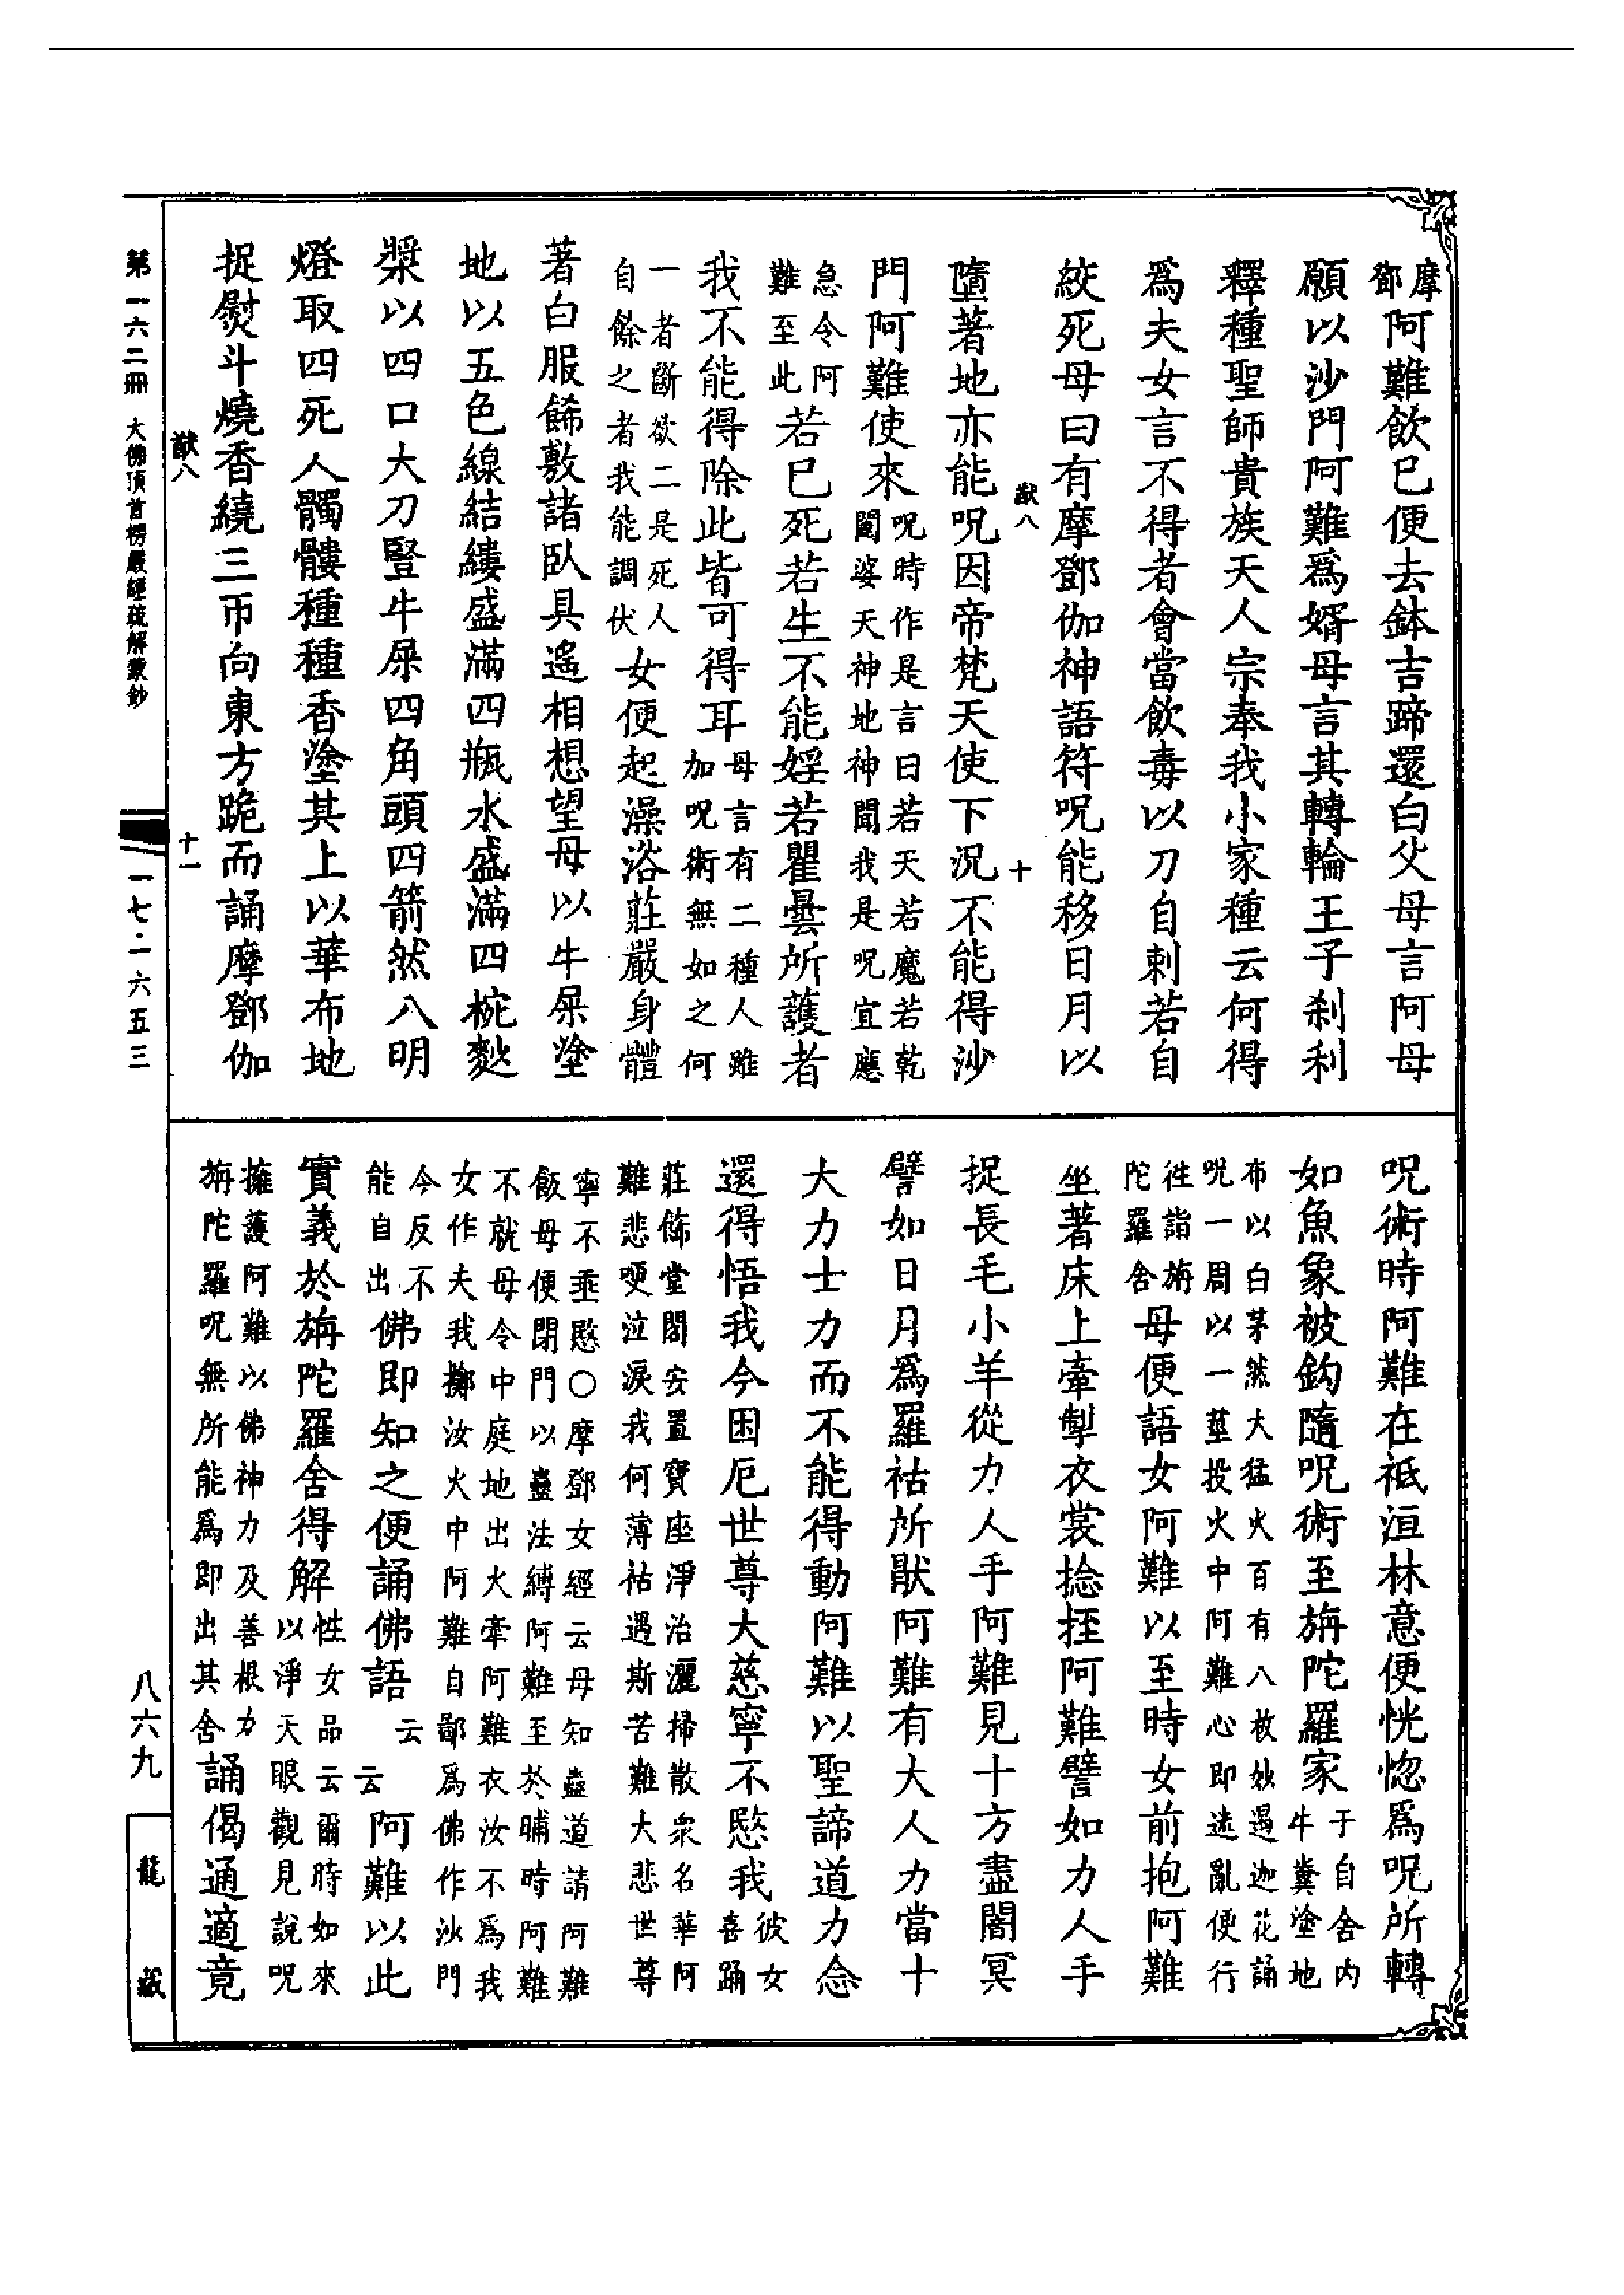 摩鄧阿難飲已便去鉢吉蹄還白父母言阿母
願以沙門阿難爲婿母言其轉輪王子刹利
釋種聖師貴族天人宗奉我小家種云何得
爲夫女言不得者會當飲毒以刀自刺若自
絞死母曰有摩鄧伽神語符呪能移日月以
猷八
十
墮著地亦能呪因帝梵天使下況不能得沙
門阿難使來呪時作是言曰若天若魔若乾闥婆天神地神聞我是呪宜應
急令阿難至此若已死若生不能婬若瞿曇所護者
我不能得除此皆可得耳母言有二種人雖加呪術無如之何
一者斷欲二是死人自餘之者我能調伏女便起澡浴莊嚴身體
著白服餙敷諸臥具遙相想望母以牛屎塗
地以五色線結縷盛滿四瓶水盛滿四椀麨
漿以四口大刀豎牛屎四角頭四箭然八明
燈取四死人髑髏種種香塗其上以華布地
捉熨斗燒香繞三帀向東方跪而誦摩鄧伽
猷八
十一
呪術時阿難在祇洹林意便恍惚爲呪所轉
如魚象被鈎隨呪術至旃陀羅家于自舍内牛糞塗地
布以白茅然大猛火百有八枚妙遏迦花誦呪一周以一莖投火中阿難心即迷亂便行
往詣旃陀羅舍母便語女阿難以至時女前抱阿難
坐著床上牽掣衣裳捻挃阿難譬如力人手
捉長毛小羊從力人手阿難見十方盡闇冥
譬如日月爲羅祜所猒阿難有大人力當十
大力士力而不能得動阿難以聖諦道力念
還得悟我今困厄世尊大慈寧不愍我彼女喜踊
莊餙堂閣安置寶座淨治灑掃散衆名華阿難悲哽泣淚我何薄祜遇斯苦難大悲世尊
寧不垂愍○摩鄧女經云母知蠱道請阿難飯母便閉門以蠱法縛阿難至於晡時阿難
不就母令中庭地出火牽阿難衣汝不爲我女作夫我擲汝火中阿難自鄙爲佛作沙門
今反不能自出佛即知之便誦佛語云云阿難以此
實義於旃陀羅舍得解性女品云爾時如來以淨天眼觀見說呪
擁護阿難以佛神力及善根力旃陀羅呪無所能爲即出其舍誦偈通適竟
第一六二冊　大佛頂首楞嚴經疏解蒙鈔
一七·一六五三
八六九
龍藏